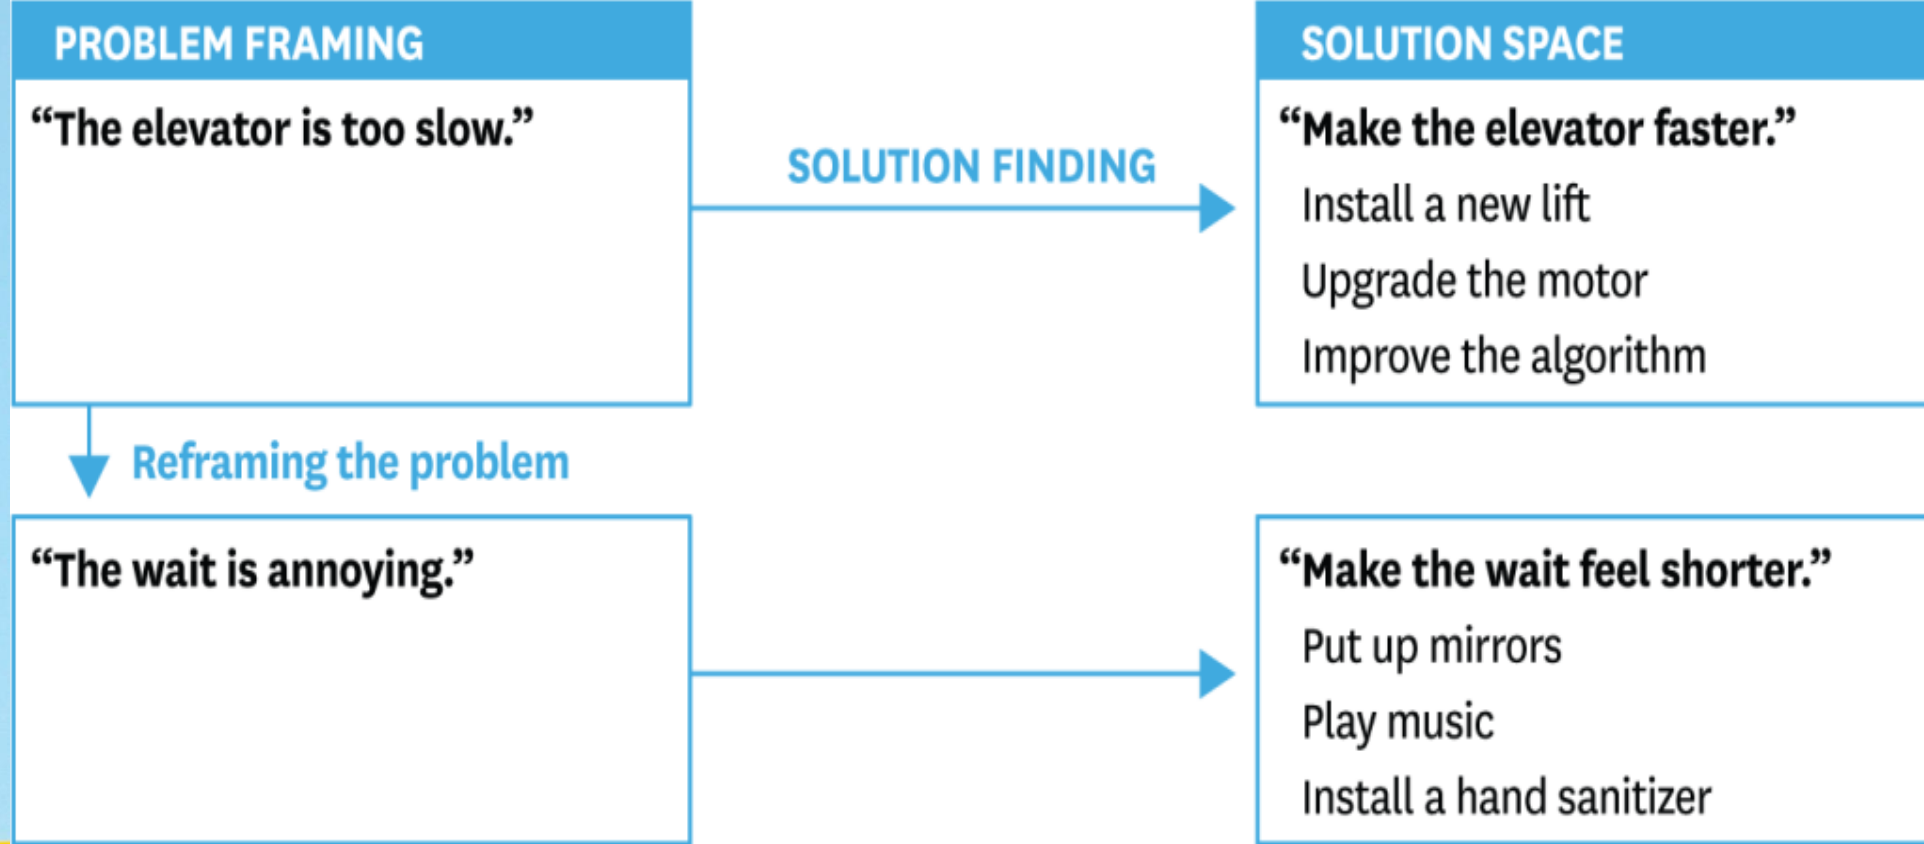 PROBLEM FRAMING
“The elevator is too slow.”
SOLUTION FINDING
SOLUTION SPACE
“Make the elevator faster.”
Install a new lift
Upgrade the motor
Improve the algorithm
Reframing the problem
“The wait is annoying.”
“Make the wait feel shorter.”
Put up mirrors
Play music
Install a hand sanitizer